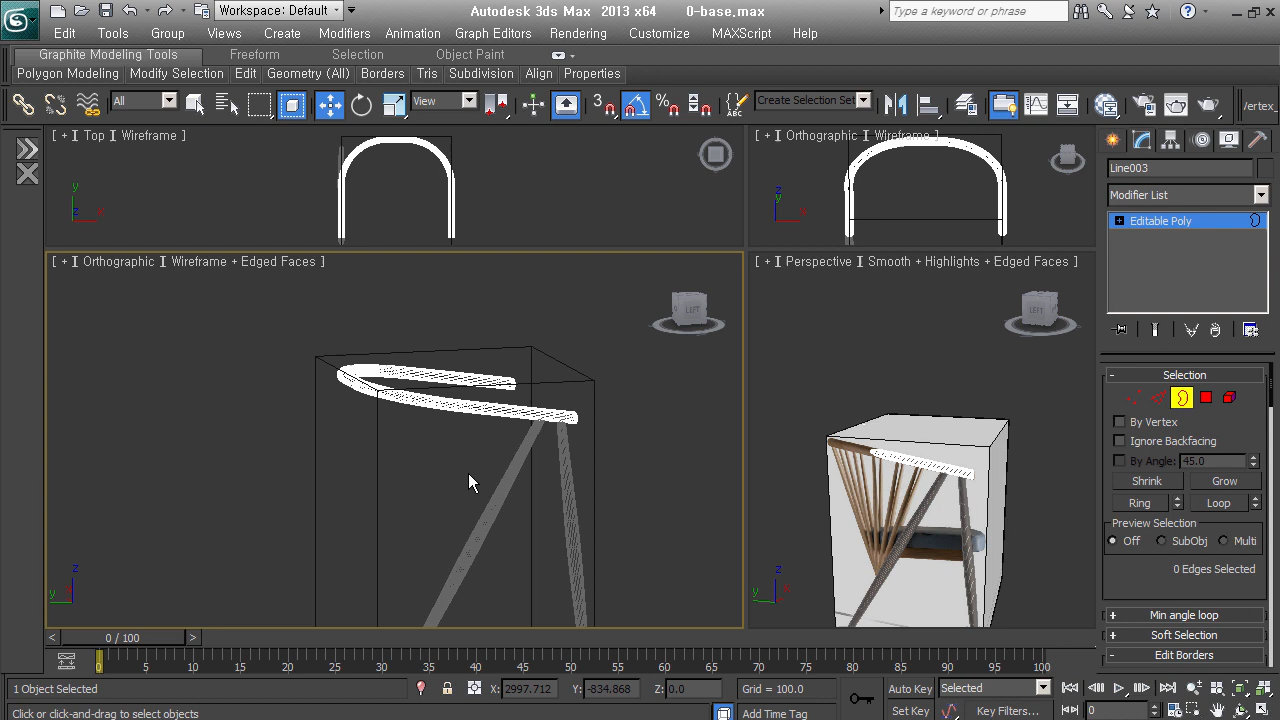 Workspace: Default
Autodesk 3ds Max 2013 x64 0-base.max
Type a keyword or phrase
Edit Tools Group Views Create Modifiers Animation Graph Editors Rendering Customize MAXScript Help
Graphite Modeling Tools Freeform Selection Object Paint
Polygon Modeling Modify Selection Edit Geometry (All) Borders Tris Subdivision Align Properties
All View 3 Create Selection Set /ertex
[ + ] Top ] Wireframe ]
[ + ] Orthographic ] Wireframe ]
Line003
Modifier List
Editable Poly
[ + ] Orthographic ] Wireframe + Edged Faces ]
[ + ] Perspective ] Smooth + Highlights + Edged Faces ]
LEFT
LEFT
- Selection
By Vertex
Ignore Backfacing
By Angle: 45.0
Shrink Grow
Ring Loop
Preview Selection
Off SubObj Multi
0 Edges Selected
+ Min angle loop
+ Soft Selection
- Edit Borders
< 0 / 100 >
0 5 10 15 20 25 30 35 40 45 50 55 60 65 70 75 80 85 90 95 100
1 Object Selected X: 2997.712 Y: -834.868 Z: 0.0 Grid = 100.0 Auto Key Selected
Click or click-and-drag to select objects Add Time Tag Set Key Key Filters... 0